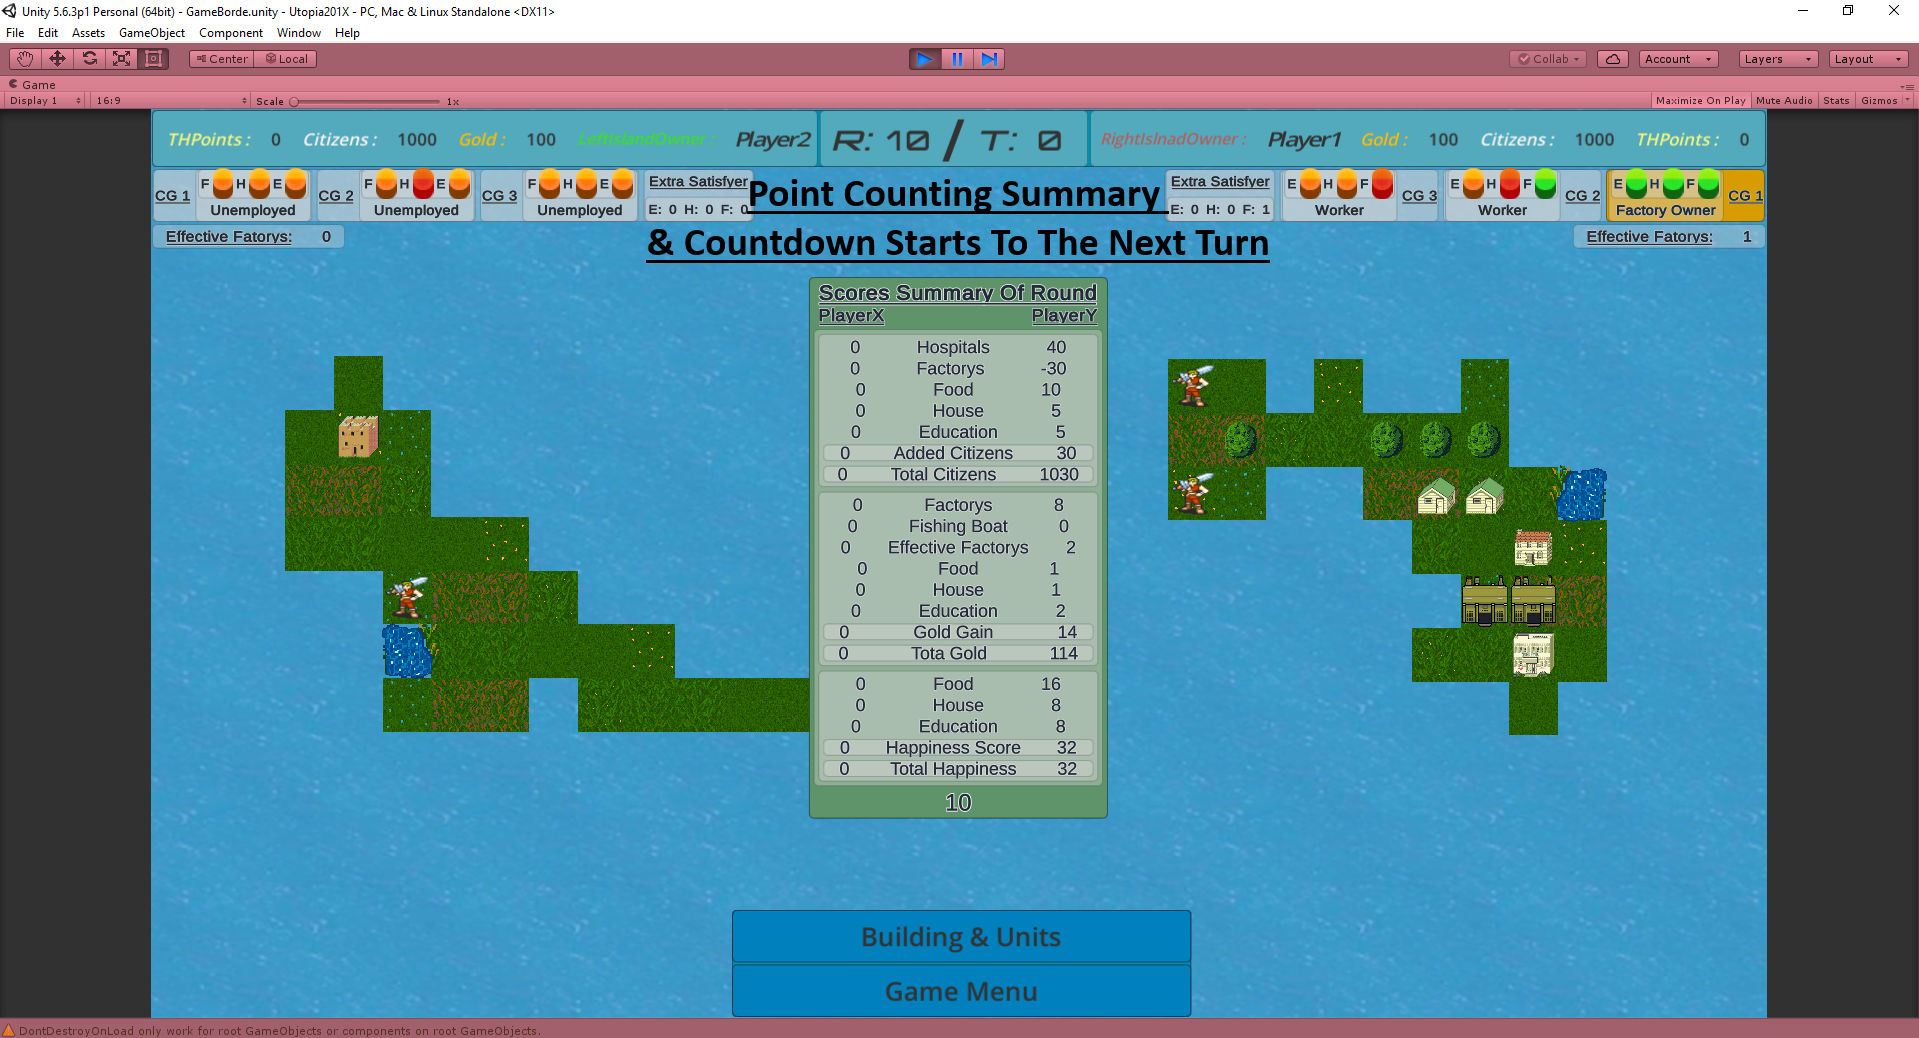 Unity 5.6.3p1 Personal (64bit) - GameBorde.unity - Utopia201X - PC, Mac & Linux Standalone <DX11>
File Edit Assets GameObject Component Window Help
Center Local Collab Account Layers Layout
Game
Display 1 16:9 Scale 1x Maximize On Play Mute Audio Stats Gizmos
THPoints : 0 Citizens : 1000 Gold : 100 LeftIslandOwner : Player2 R: 10 / T: 0 RightIslnadOwner : Player1 Gold : 100 Citizens : 1000 THPoints : 0
CG 1 F H E Unemployed CG 2 F H E Unemployed CG 3 F H E Unemployed Extra Satisfyer E: 0 H: 0 F: 0
Point Counting Summary
& Countdown Starts To The Next Turn
Extra Satisfyer E: 0 H: 0 F: 1 E H F Worker CG 3 E H F Worker CG 2 E H F Factory Owner CG 1
Effective Fatorys: 0
Effective Fatorys: 1
Scores Summary Of Round
PlayerX PlayerY
0 Hospitals 40
0 Factorys -30
0 Food 10
0 House 5
0 Education 5
0 Added Citizens 30
0 Total Citizens 1030
0 Factorys 8
0 Fishing Boat 0
0 Effective Factorys 2
0 Food 1
0 House 1
0 Education 2
0 Gold Gain 14
0 Tota Gold 114
0 Food 16
0 House 8
0 Education 8
0 Happiness Score 32
0 Total Happiness 32
10
Building & Units
Game Menu
DontDestroyOnLoad only work for root GameObjects or components on root GameObjects.